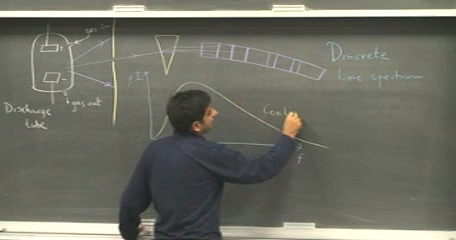 gas in
Discrete
Line spectrum
Discharge
tube
gas out
Cont
f